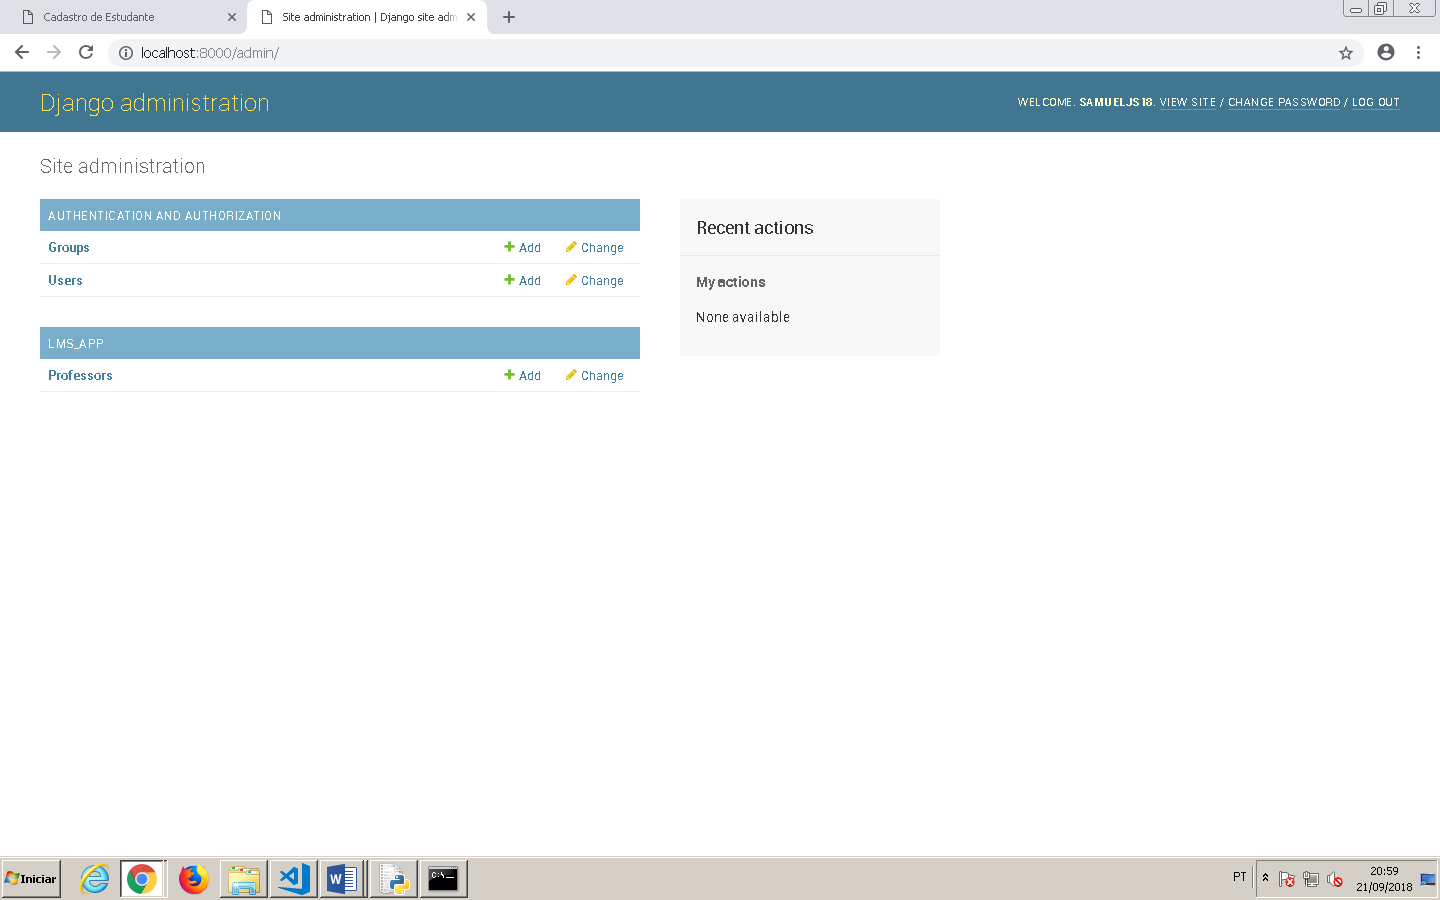 Cadastro de Estudante
Site administration | Django site adm
localhost:8000/admin/
Django administration
WELCOME, SAMUELJS18. VIEW SITE / CHANGE PASSWORD / LOG OUT
Site administration
AUTHENTICATION AND AUTHORIZATION
Groups Add Change
Users Add Change
LMS_APP
Professors Add Change
Recent actions
My actions
None available
Iniciar
C:\_
PT
20:59
21/09/2018